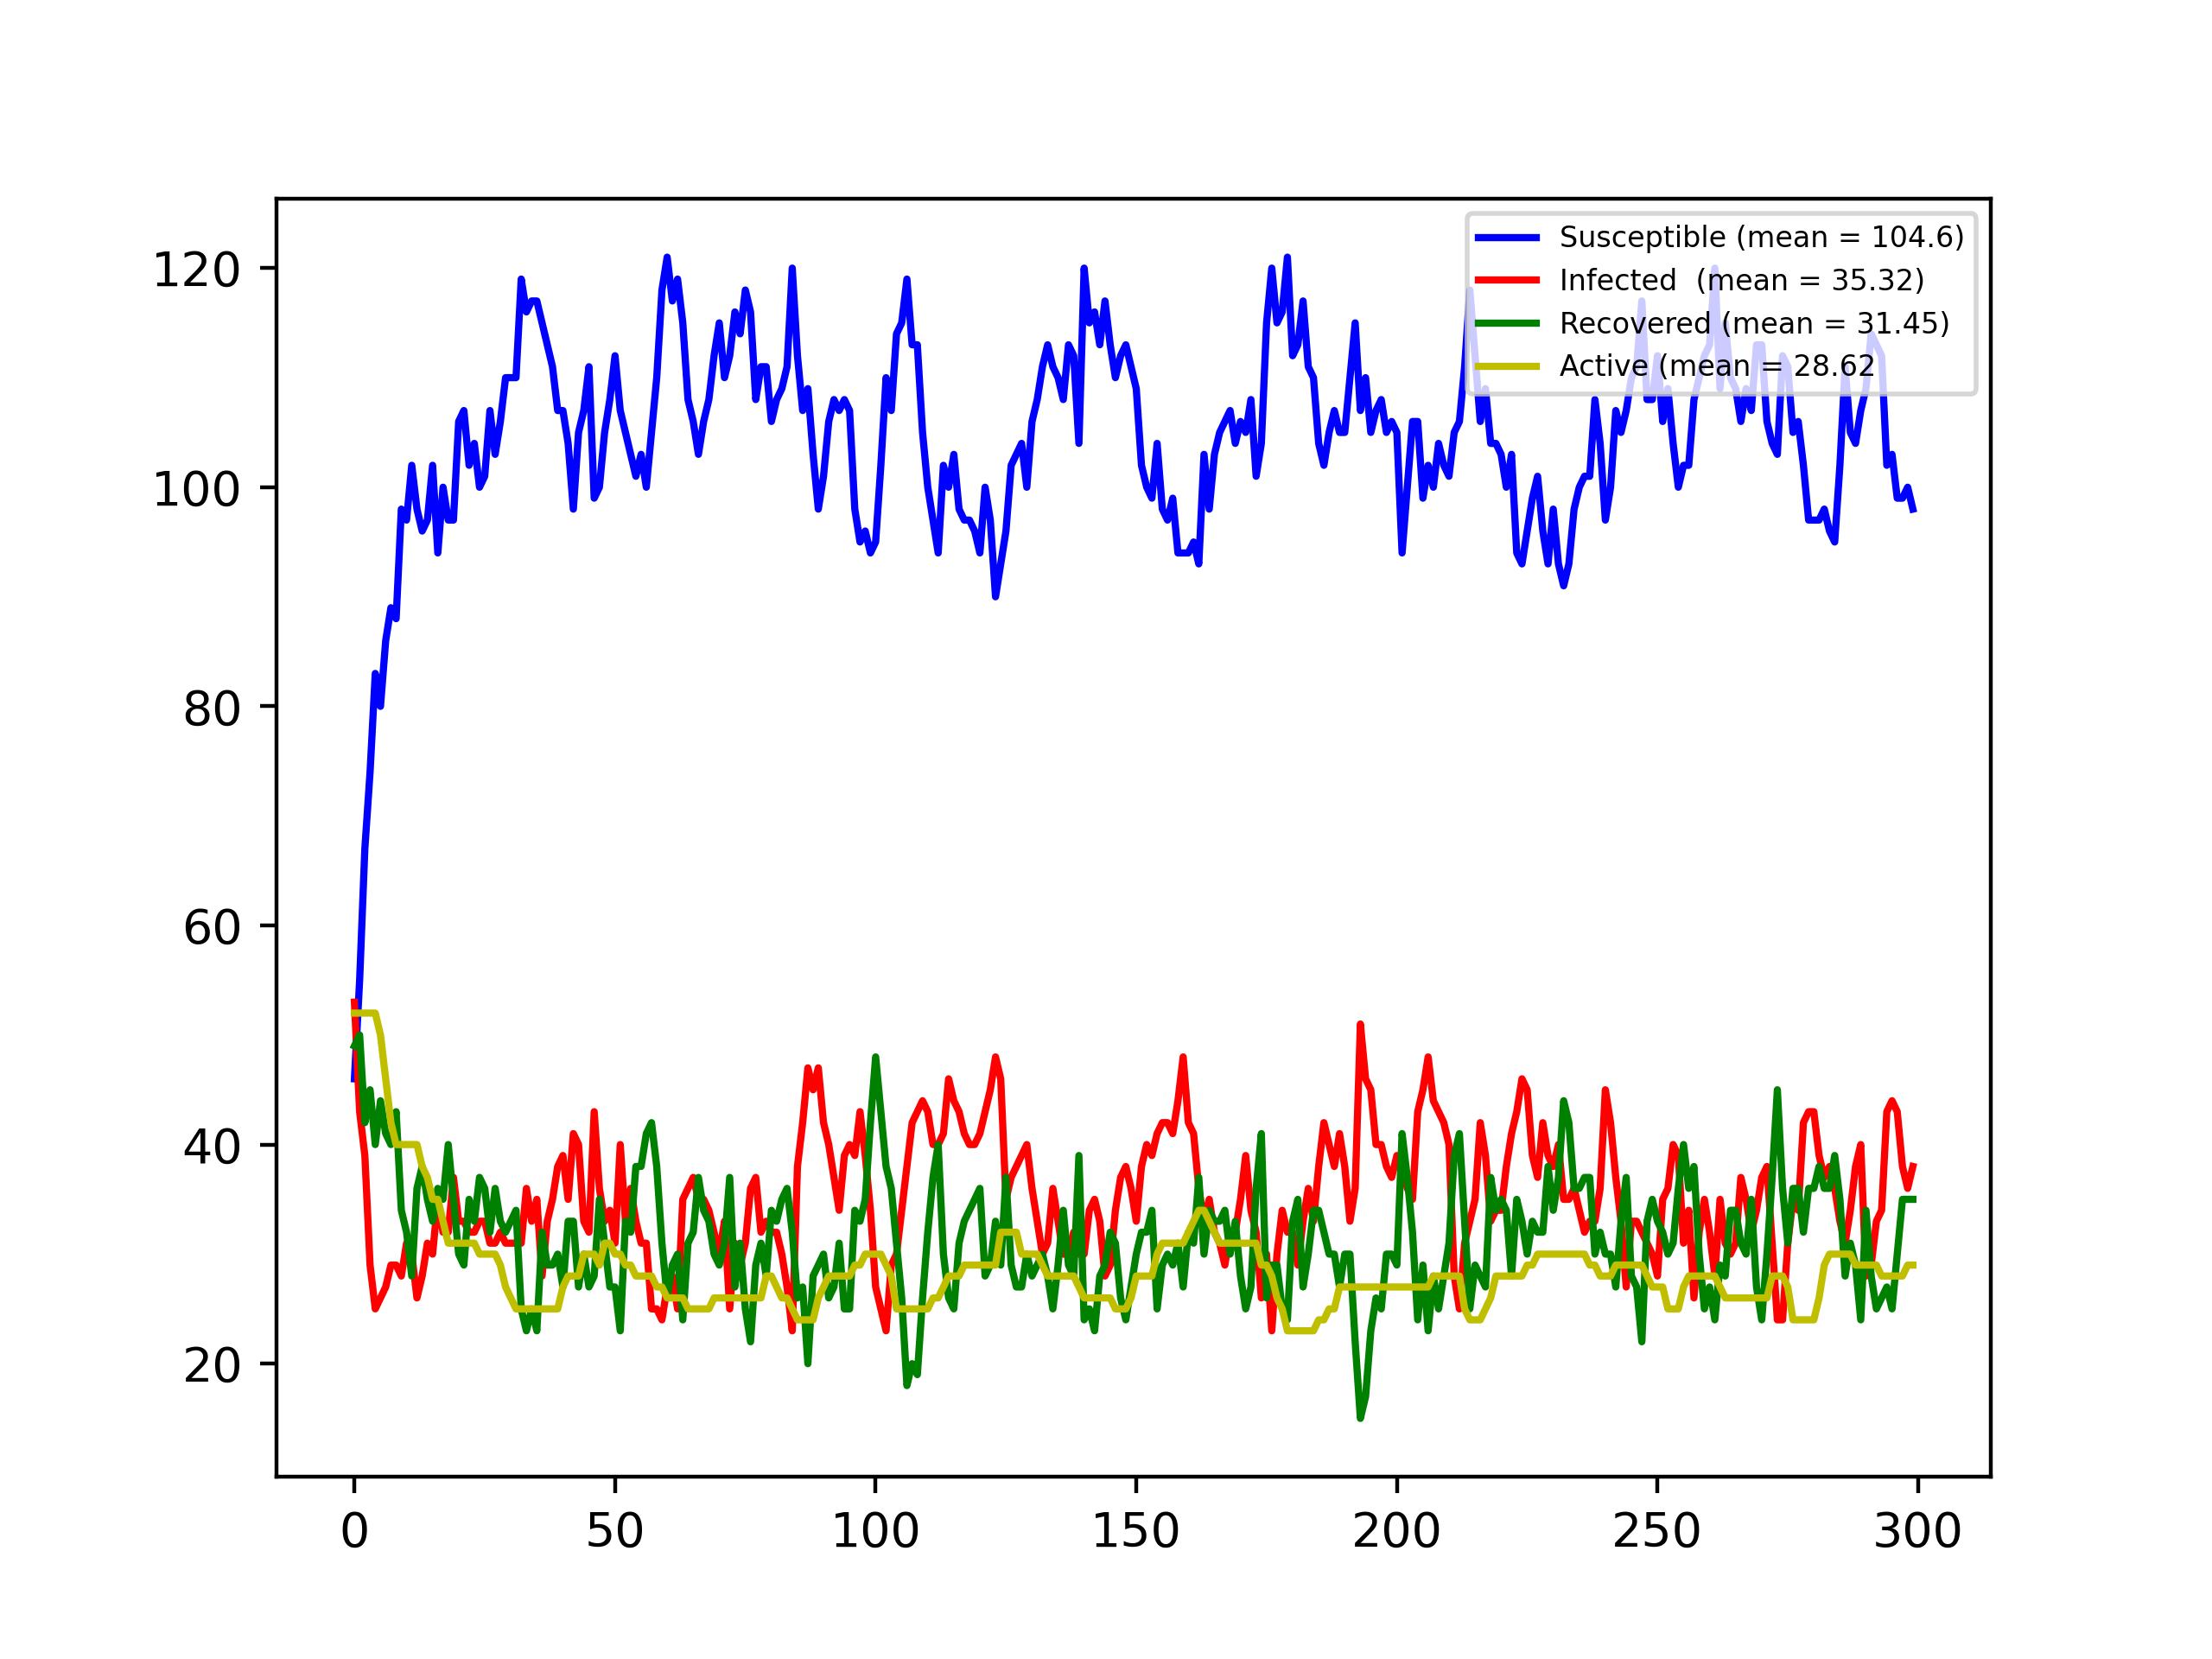 120
100
80
60
40
20
0 50 100 150 200 250 300
Susceptible (mean = 104.6)
Infected  (mean = 35.32)
Recovered (mean = 31.45)
Active (mean = 28.62